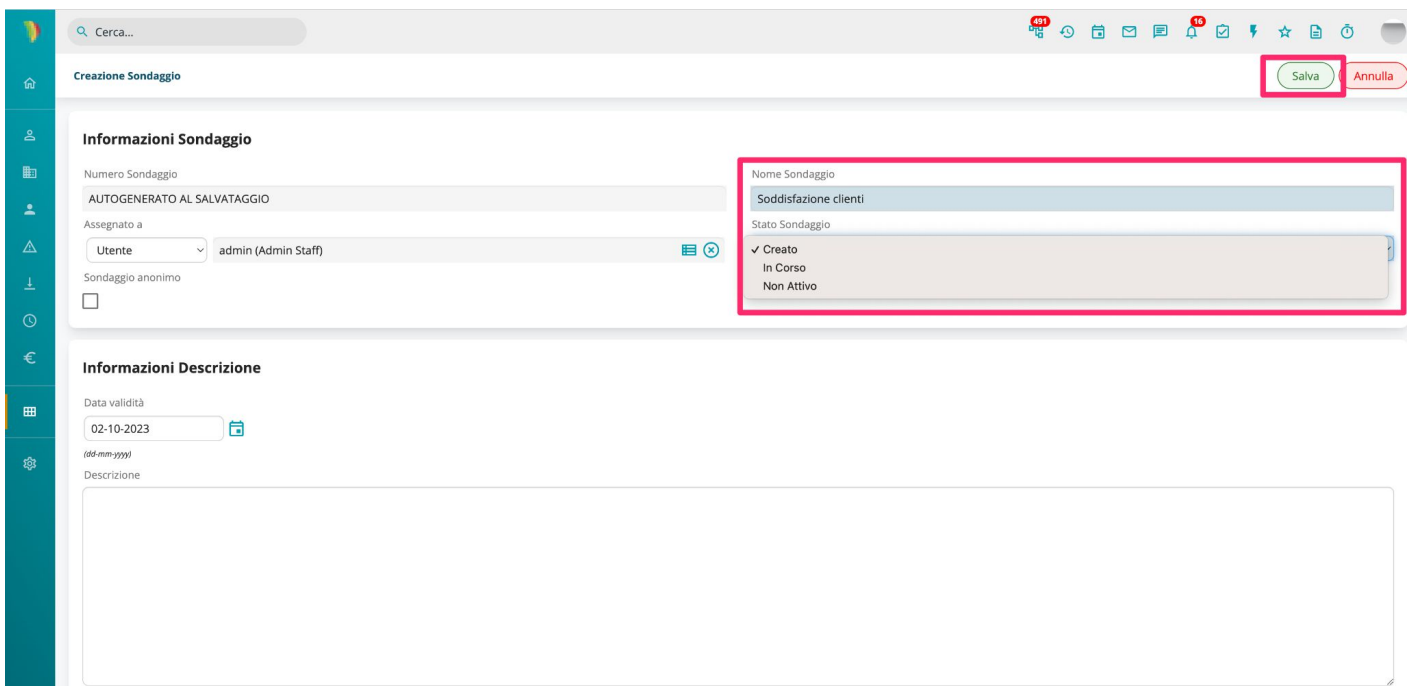 Cerca...
491
16
Creazione Sondaggio
Salva
Annulla
Informazioni Sondaggio
Numero Sondaggio
AUTOGENERATO AL SALVATAGGIO
Nome Sondaggio
Soddisfazione clienti
Assegnato a
Utente
admin (Admin Staff)
Stato Sondaggio
✓ Creato
In Corso
Non Attivo
Sondaggio anonimo
Informazioni Descrizione
Data validità
02-10-2023
(dd-mm-yyyy)
Descrizione